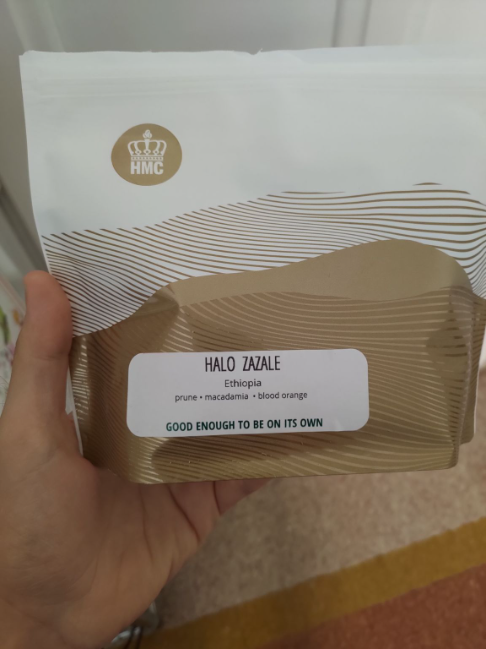 HMC
HALO ZAZALE
Ethiopia
prune • macadamia • blood orange
GOOD ENOUGH TO BE ON ITS OWN